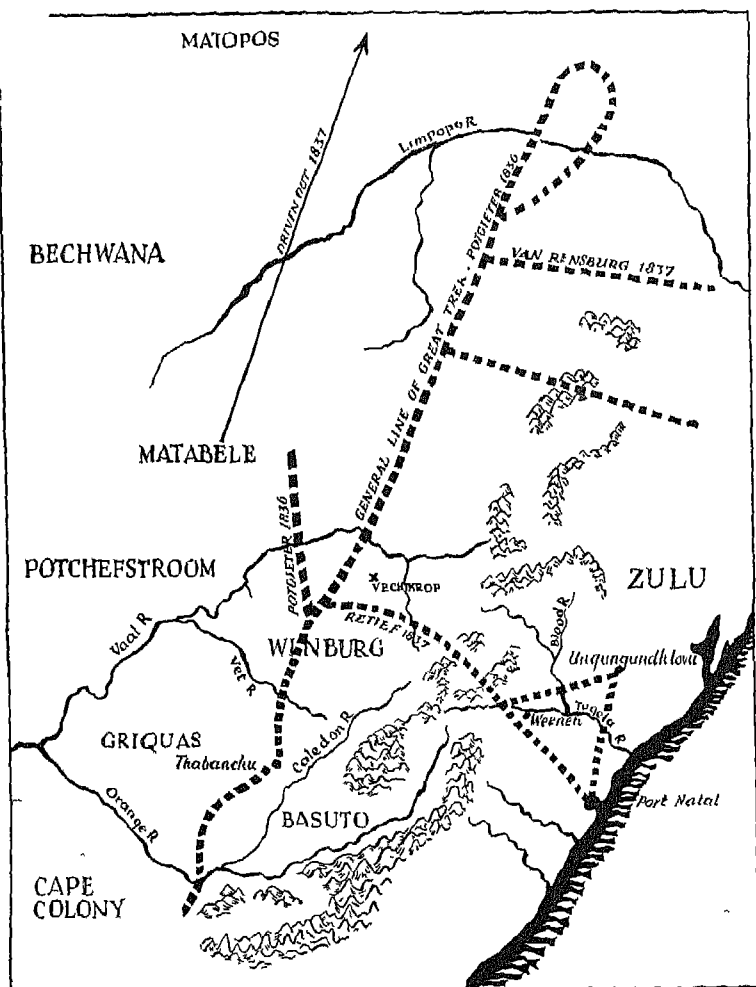 MATOPOS
Limpopo R
DRIVEN OUT 1837
BECHWANA
GENERAL LINE OF GREAT TREK - POTGIETER 1836
VAN RENSBURG 1837
MATABELE
POTGIETER 1836
POTCHEFSTROOM
VECHTKROP
ZULU
Vaal R
WINBURG
RETIEF 1837
Blood R
Vet R
Unqungundhlovu
GRIQUAS
Thabanchu
Caledon R
Weenen
Tugela R
Orange R
BASUTO
Port Natal
CAPE
COLONY